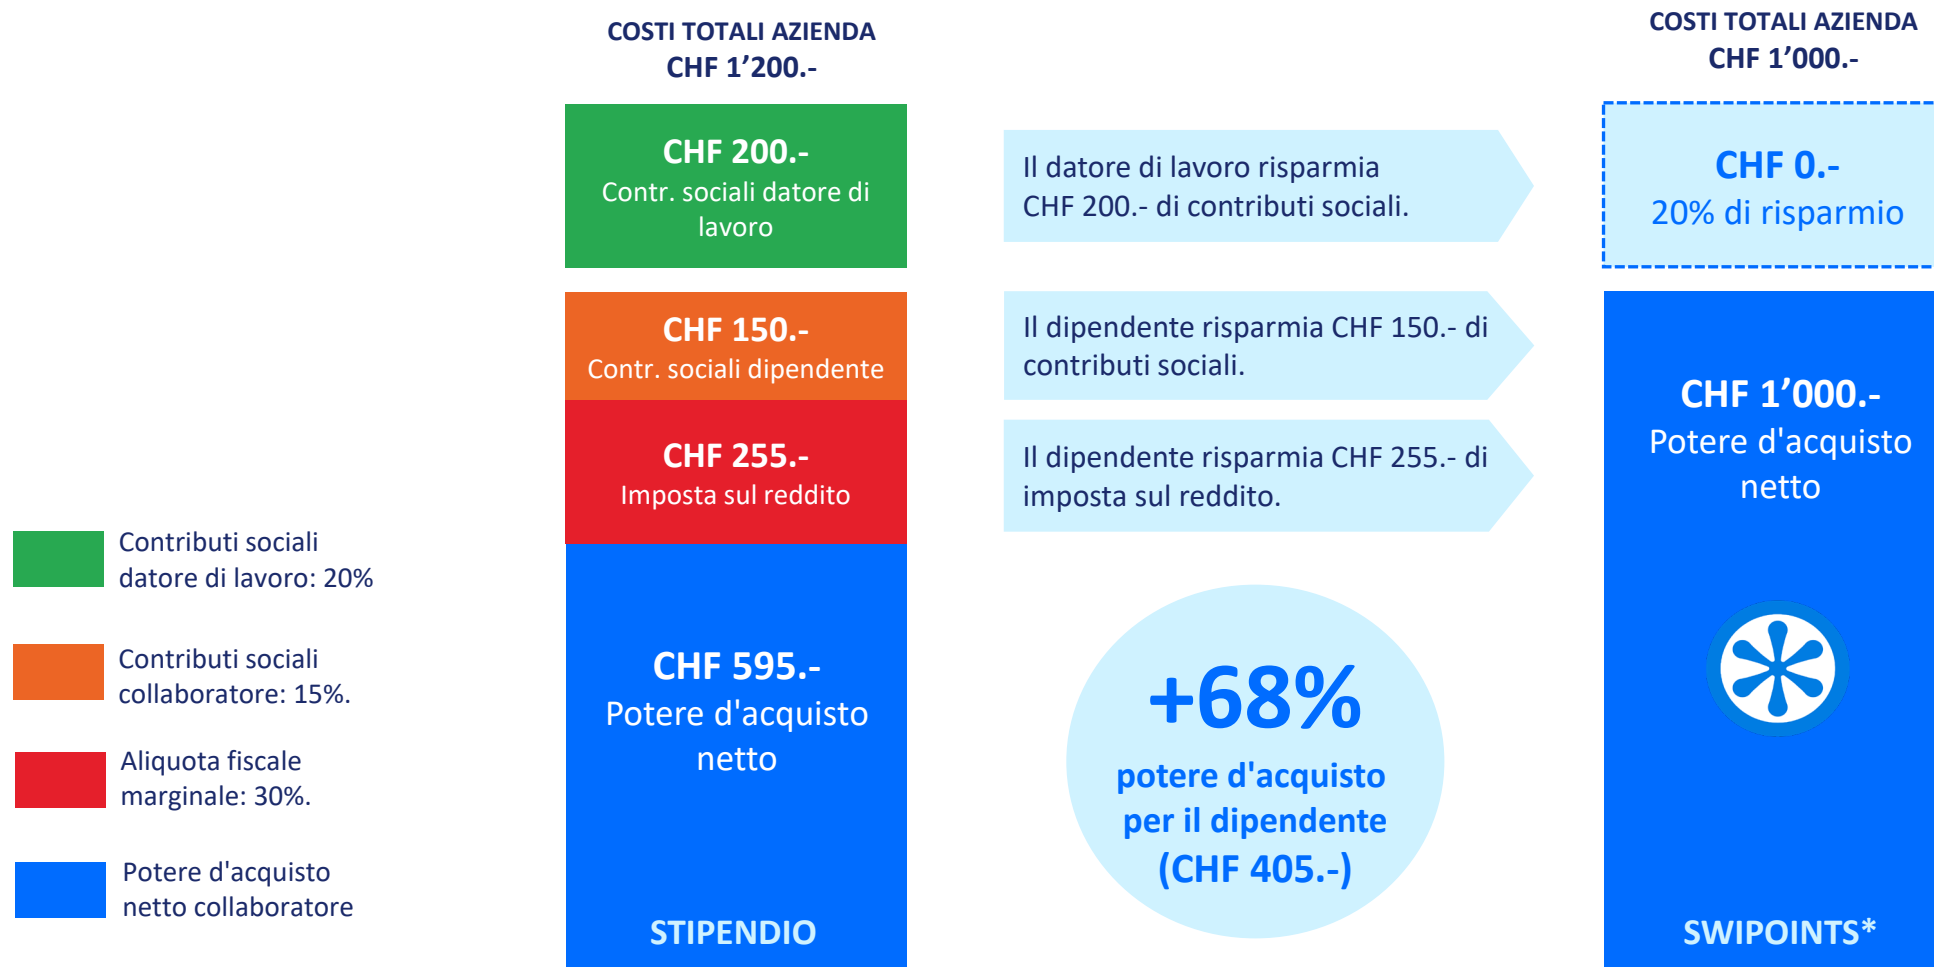 COSTI TOTALI AZIENDA
CHF 1’200.-
COSTI TOTALI AZIENDA
CHF 1’000.-
CHF 200.-
Contr. sociali datore di
lavoro
Il datore di lavoro risparmia
CHF 200.- di contributi sociali.
CHF 0.-
20% di risparmio
CHF 150.-
Contr. sociali dipendente
Il dipendente risparmia CHF 150.- di
contributi sociali.
CHF 255.-
Imposta sul reddito
Il dipendente risparmia CHF 255.- di
imposta sul reddito.
CHF 1’000.-
Potere d'acquisto
netto
Contributi sociali
datore di lavoro: 20%
Contributi sociali
collaboratore: 15%.
Aliquota fiscale
marginale: 30%.
Potere d'acquisto
netto collaboratore
CHF 595.-
Potere d'acquisto
netto
STIPENDIO
+68%
potere d'acquisto
per il dipendente
(CHF 405.-)
SWIPOINTS*